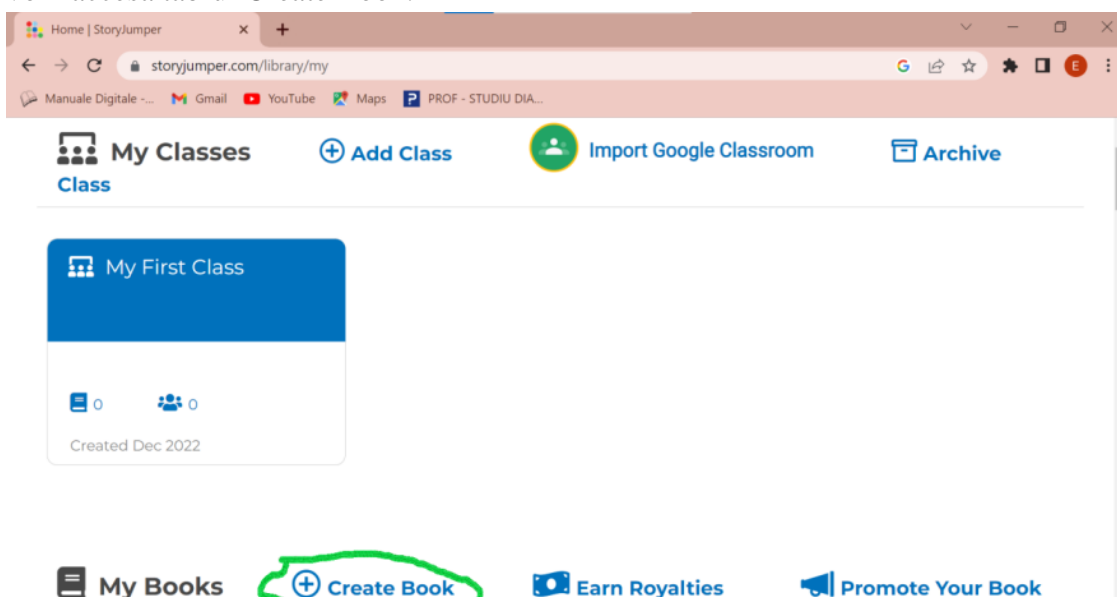 Home | StoryJumper
storyjumper.com/library/my
Manuale Digitale -... Gmail YouTube Maps PROF - STUDIU DIA...
My Classes Add Class Import Google Classroom Archive
Class
My First Class
0 0
Created Dec 2022
My Books Create Book Earn Royalties Promote Your Book